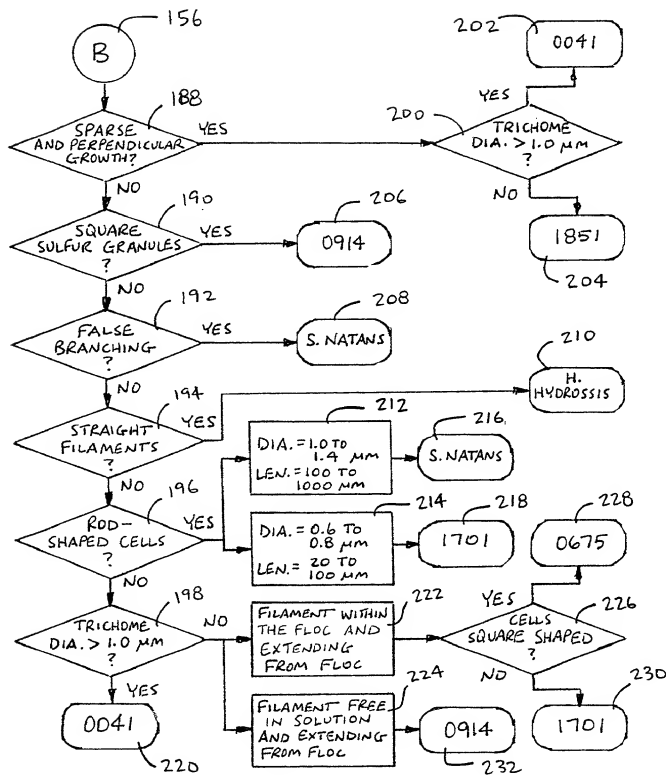 156
B
202
0041
188
SPARSE
AND PERPENDICULAR
GROWTH?
YES
NO
200
YES
TRICHOME
DIA. > 1.0 µm
?
NO
1851
204
190
SQUARE
SULFUR GRANULES
?
YES
NO
206
0914
192
FALSE
BRANCHING
?
YES
NO
208
S. NATANS
194
STRAIGHT
FILAMENTS
?
YES
NO
210
H.
HYDROSSIS
212
DIA. = 1.0 TO
1.4 µm
LEN. = 100 TO
1000 µm
216
S. NATANS
196
ROD-
SHAPED CELLS
?
YES
NO
214
DIA. = 0.6 TO
0.8 µm
LEN. = 20 TO
100 µm
218
1701
228
0675
198
TRICHOME
DIA. > 1.0 µm
?
NO
YES
0041
220
222
FILAMENT WITHIN
THE FLOC AND
EXTENDING
FROM FLOC
YES
226
CELLS
SQUARE SHAPED
?
NO
230
1701
224
FILAMENT FREE
IN SOLUTION
AND EXTENDING
FROM FLOC
0914
232